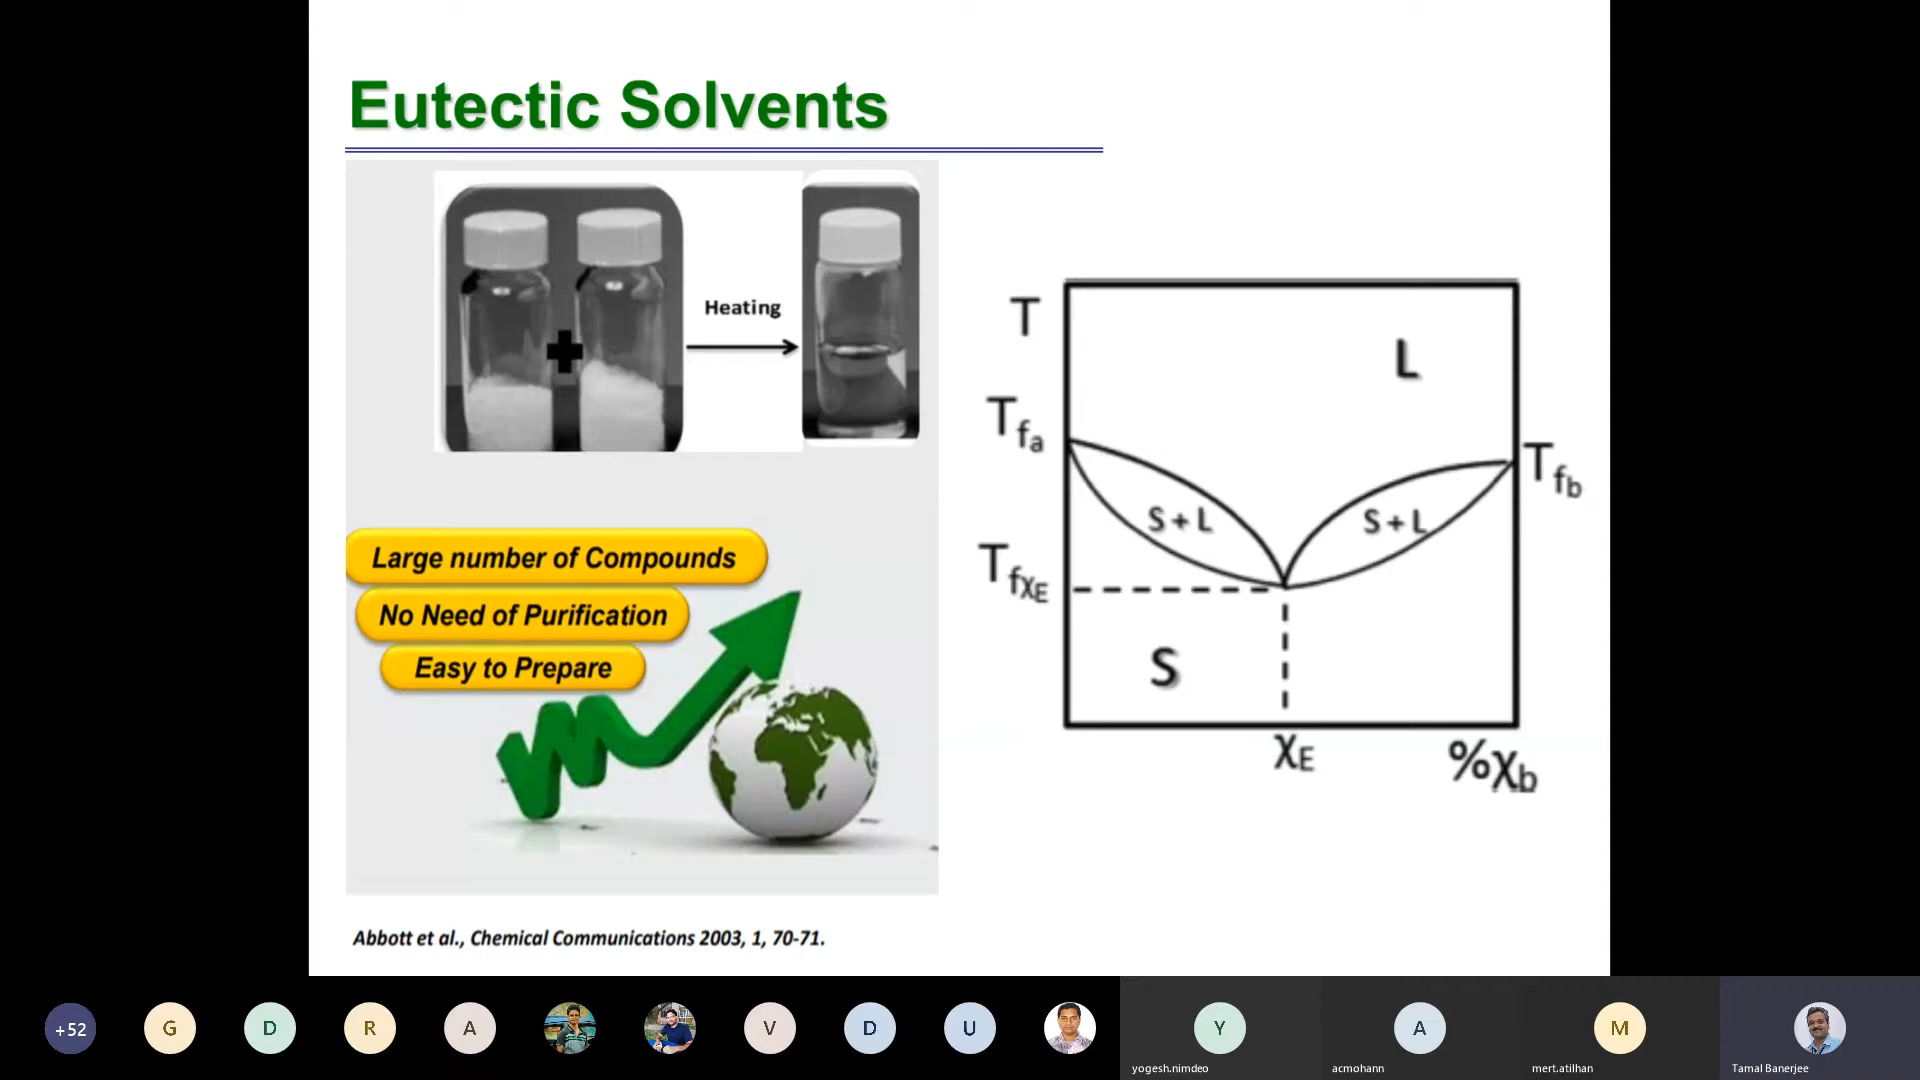 Eutectic Solvents
Heating
Large number of Compounds
No Need of Purification
Easy to Prepare
T
L
Tfa
Tfb
S + L
S + L
TfχE
S
χE
%χb
Abbott et al., Chemical Communications 2003, 1, 70-71.
+52
G
D
R
A
V
D
U
Y
A
M
yogesh.nimdeo
acmohann
mert.atilhan
Tamal Banerjee